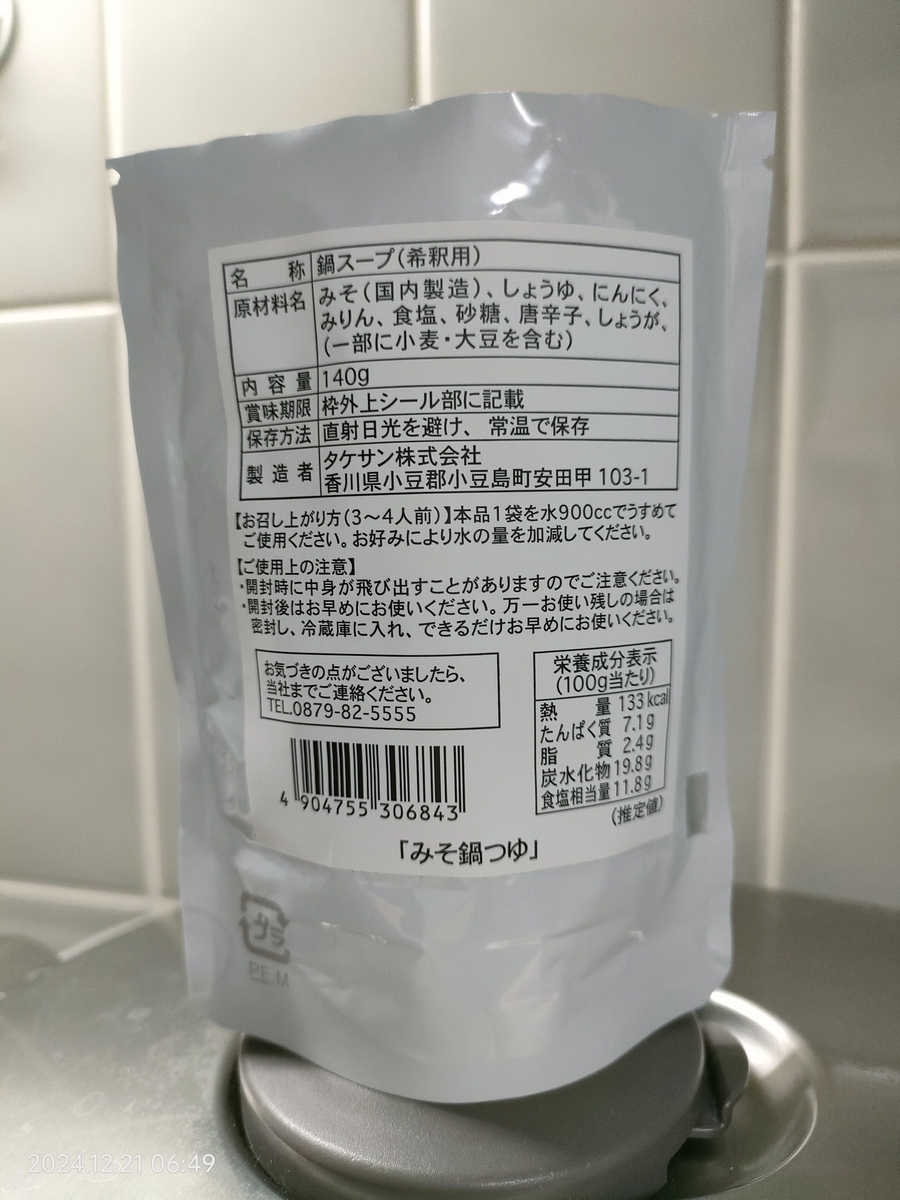 名称 鍋スープ(希釈用)
原材料名 みそ(国内製造)、しょうゆ、にんにく、
みりん、食塩、砂糖、唐辛子、しょうが、
(一部に小麦・大豆を含む)
内容量 140g
賞味期限 枠外上シール部に記載
保存方法 直射日光を避け、常温で保存
製造者 タケサン株式会社
香川県小豆郡小豆島町安田甲 103-1
【お召し上がり方(3〜4人前)】本品1袋を水900ccでうすめて
ご使用ください。お好みにより水の量を加減してください。
【ご使用上の注意】
・開封時に中身が飛び出すことがありますのでご注意ください。
・開封後はお早めにお使いください。万一お使い残しの場合は
密封し、冷蔵庫に入れ、できるだけお早めにお使いください。
お気づきの点がございましたら、
当社までご連絡ください。
TEL.0879-82-5555
栄養成分表示
(100g当たり)
熱量 133kcal
たんぱく質 7.1g
脂質 2.4g
炭水化物 19.8g
食塩相当量 11.8g
(推定値)
4 904755 306843
「みそ鍋つゆ」
プラ
PE.M
2024.12.21 06:49